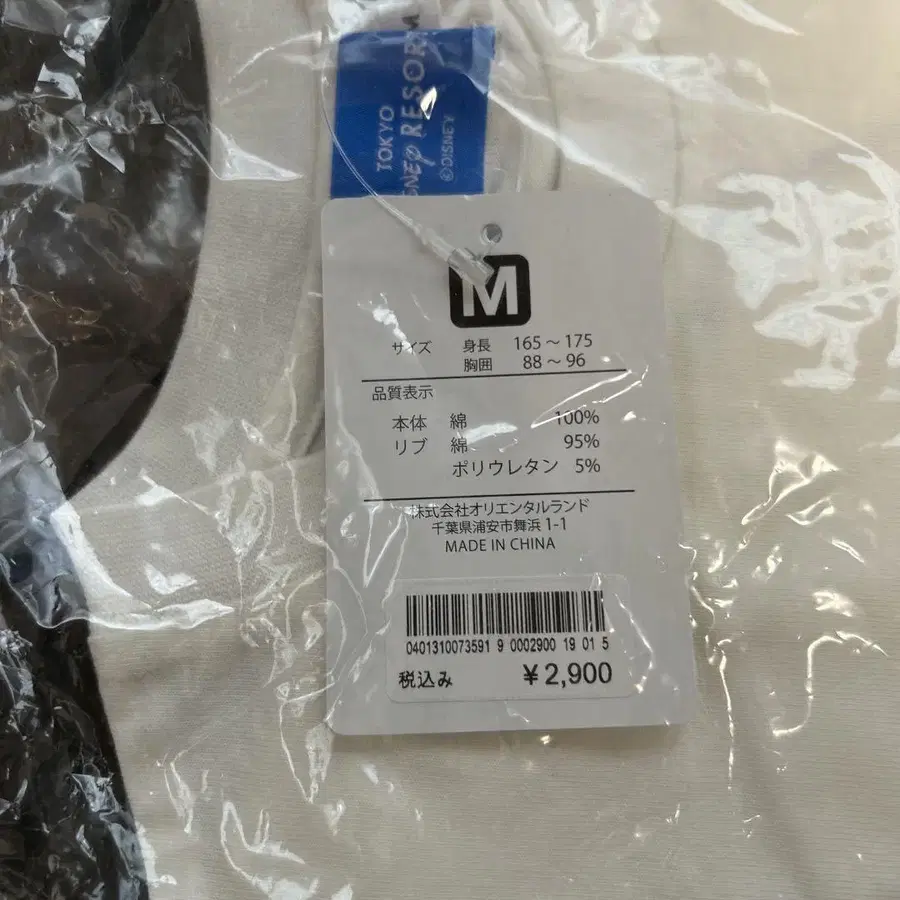 TOKYO
RESORT
©DISNEY
M
サイズ 身長 165～175
胸囲 88～96
品質表示
本体 綿 100%
リブ 綿 95%
ポリウレタン 5%
株式会社オリエンタルランド
千葉県浦安市舞浜 1-1
MADE IN CHINA
0401310073591 9 0002900 19 01 5
税込み ¥2,900